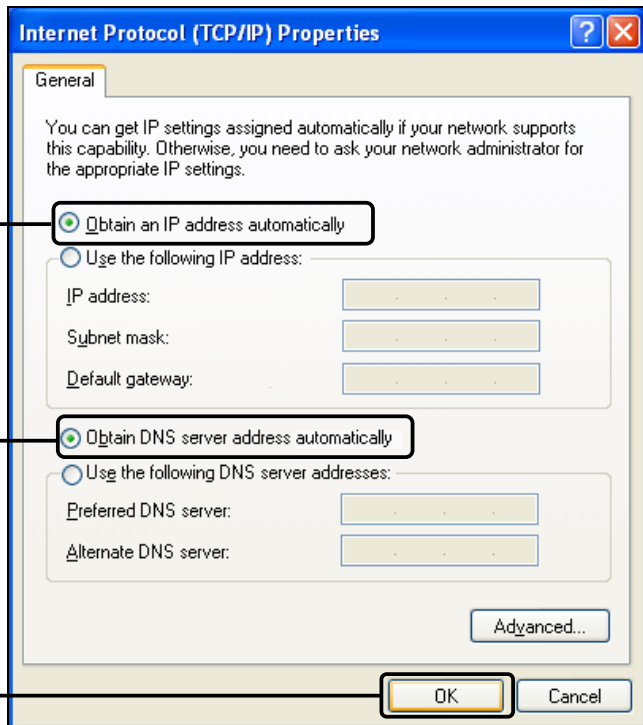 Internet Protocol (TCP/IP) Properties
General
You can get IP settings assigned automatically if your network supports
this capability. Otherwise, you need to ask your network administrator for
the appropriate IP settings.
Obtain an IP address automatically
Use the following IP address:
IP address:
Subnet mask:
Default gateway:
Obtain DNS server address automatically
Use the following DNS server addresses:
Preferred DNS server:
Alternate DNS server:
Advanced...
OK
Cancel